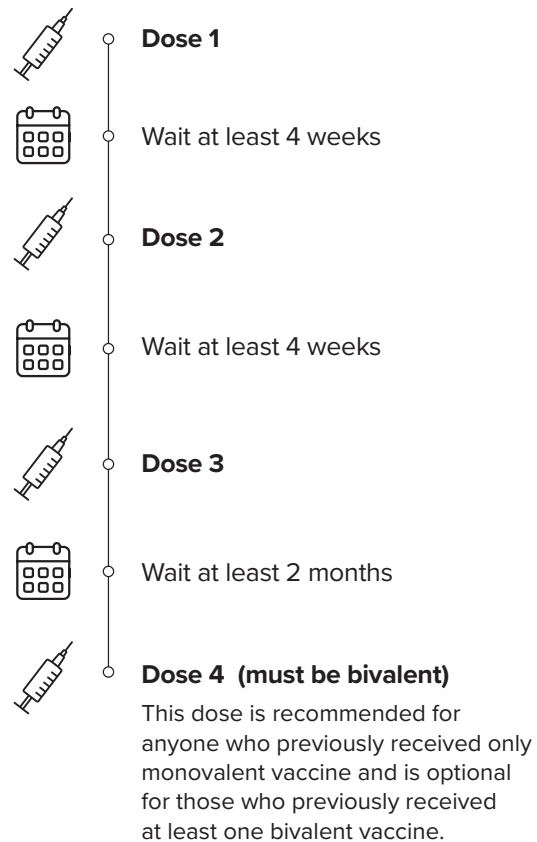 Dose 1
Wait at least 4 weeks
Dose 2
Wait at least 4 weeks
Dose 3
Wait at least 2 months
Dose 4 (must be bivalent)
This dose is recommended for
anyone who previously received only
monovalent vaccine and is optional
for those who previously received
at least one bivalent vaccine.